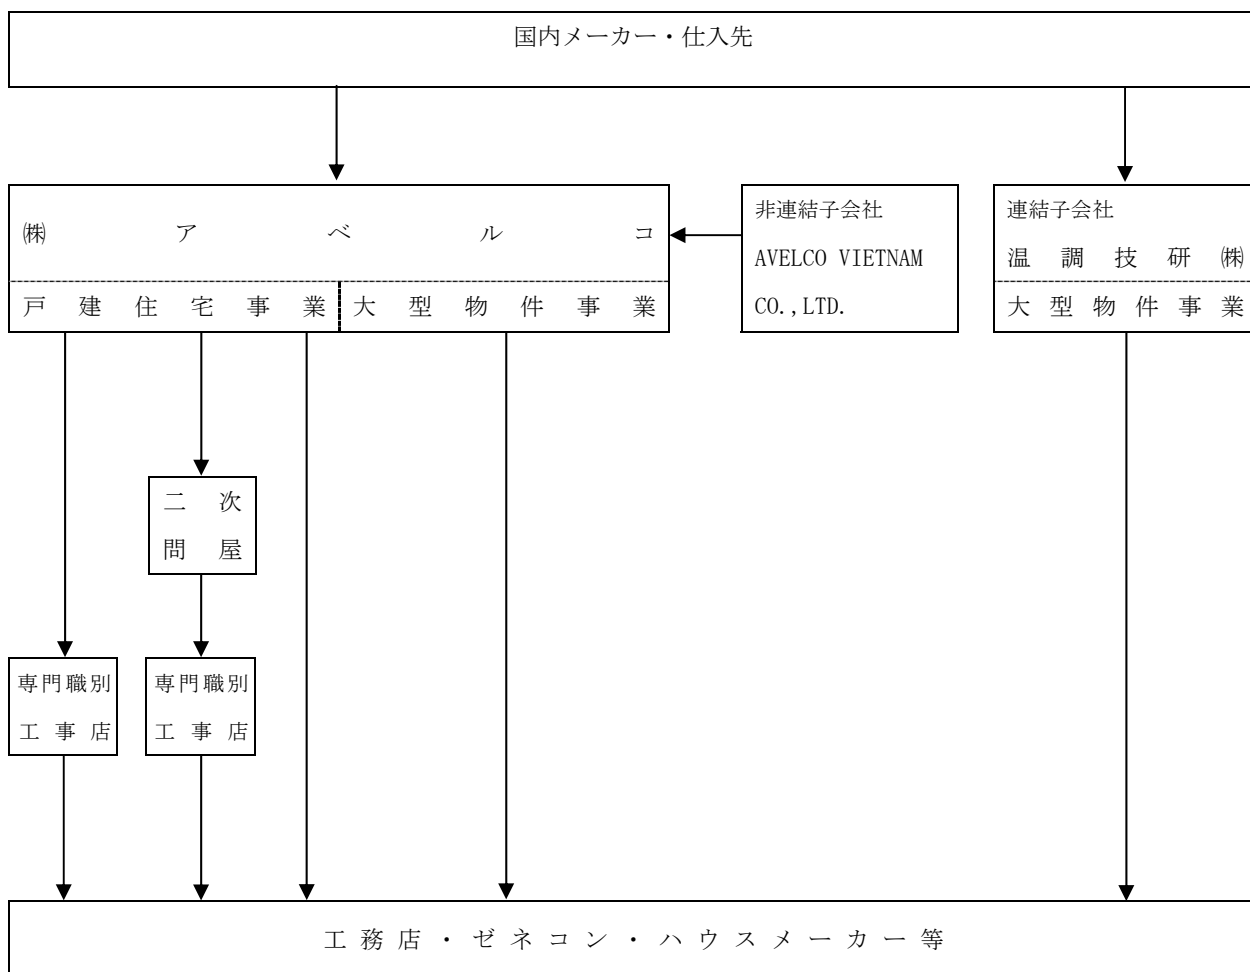 国内メーカー・仕入先
㈱アベルコ
戸建住宅事業
大型物件事業
非連結子会社
AVELCO VIETNAM
CO.,LTD.
連結子会社
温調技研㈱
大型物件事業
二次
問屋
専門職別
工事店
専門職別
工事店
工務店・ゼネコン・ハウスメーカー等